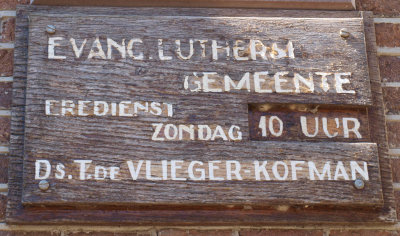 EVANG. LUTHERSE
GEMEENTE
EREDIENST
ZONDAG 10 UUR
Ds. T. DE VLIEGER-KOFMAN